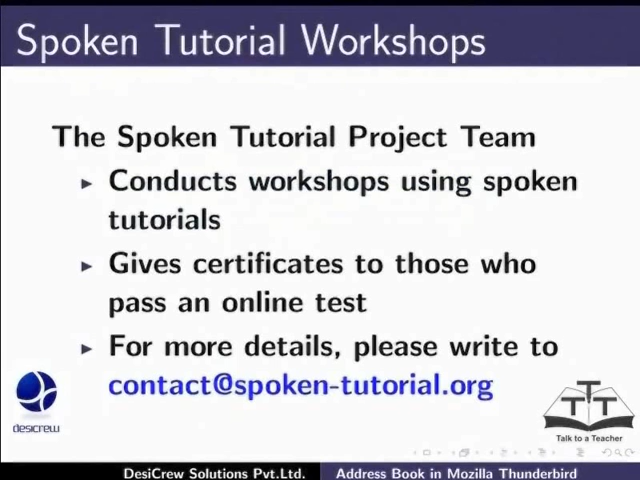 Spoken Tutorial Workshops
The Spoken Tutorial Project Team
Conducts workshops using spoken
tutorials
Gives certificates to those who
pass an online test
For more details, please write to
contact@spoken-tutorial.org
desicrew
T T T
Talk to a Teacher
DesiCrew Solutions Pvt.Ltd. Address Book in Mozilla Thunderbird